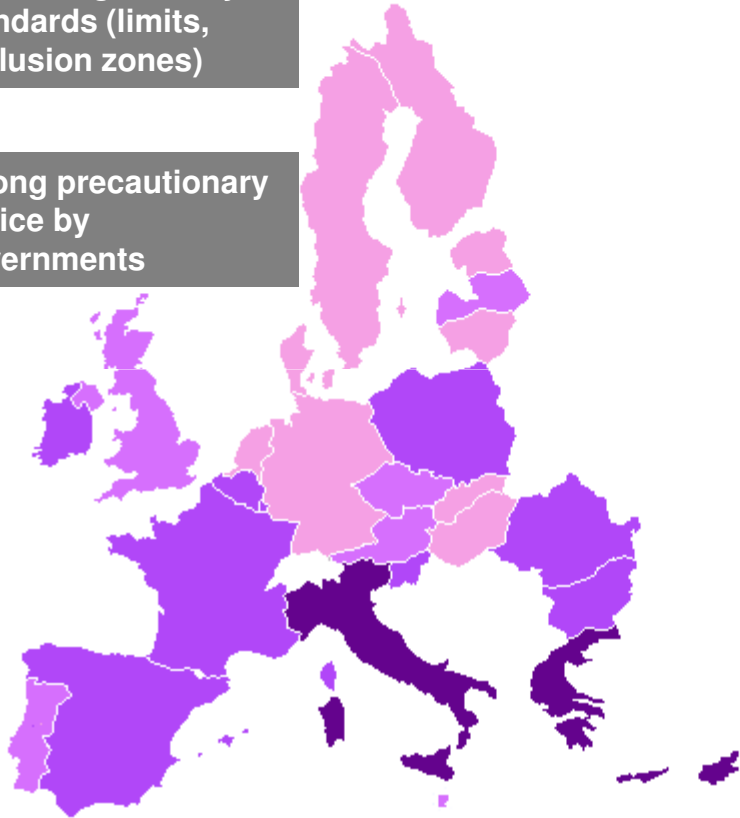 ndards (limits,
lusion zones)
ong precautionary
ice by
ernments